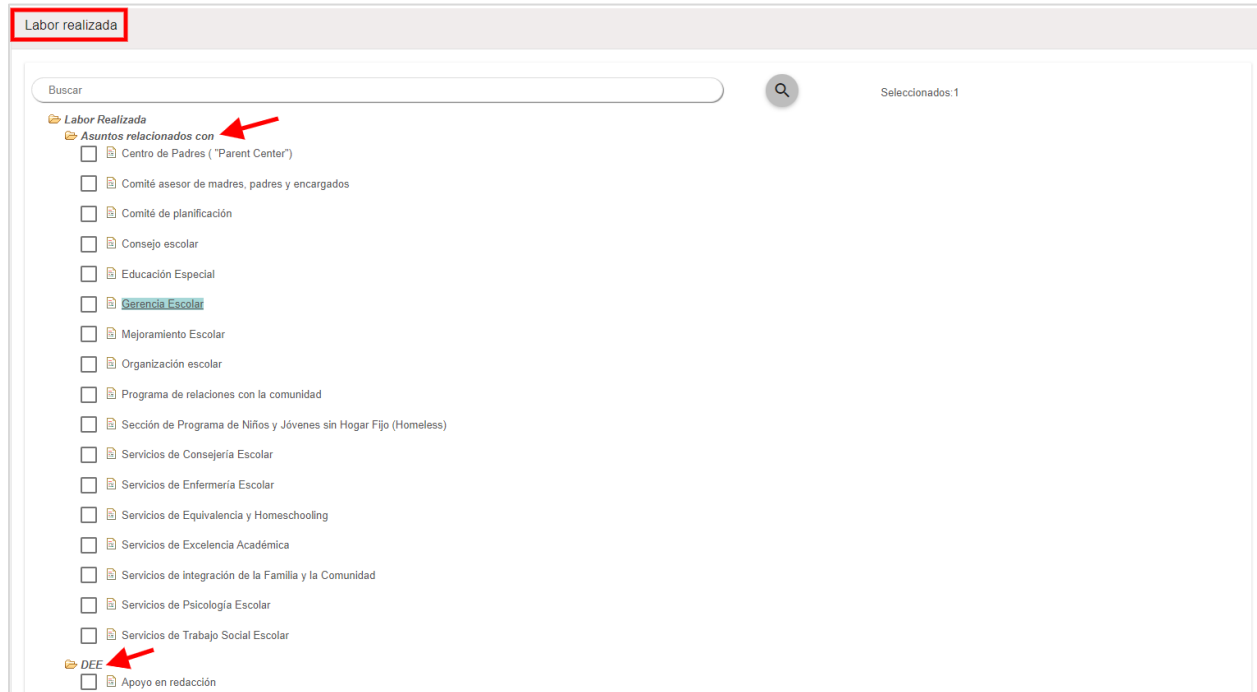 Labor realizada
Buscar
Seleccionados:1
Labor Realizada
Asuntos relacionados con
Centro de Padres ( "Parent Center")
Comité asesor de madres, padres y encargados
Comité de planificación
Consejo escolar
Educación Especial
Gerencia Escolar
Mejoramiento Escolar
Organización escolar
Programa de relaciones con la comunidad
Sección de Programa de Niños y Jóvenes sin Hogar Fijo (Homeless)
Servicios de Consejería Escolar
Servicios de Enfermería Escolar
Servicios de Equivalencia y Homeschooling
Servicios de Excelencia Académica
Servicios de integración de la Familia y la Comunidad
Servicios de Psicología Escolar
Servicios de Trabajo Social Escolar
DEE
Apoyo en redacción